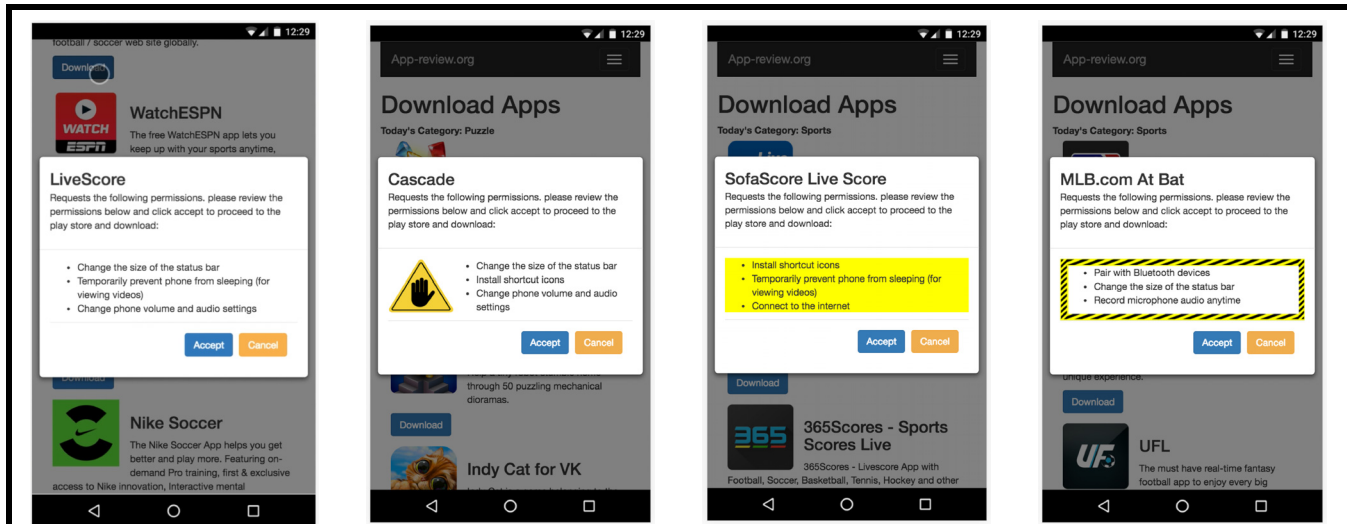 12:29
football / soccer web site globally.
Download
WATCH
ESPN
WatchESPN
The free WatchESPN app lets you
keep up with your sports anytime,
LiveScore
Requests the following permissions. please review the
permissions below and click accept to proceed to the
play store and download:
• Change the size of the status bar
• Temporarily prevent phone from sleeping (for
viewing videos)
• Change phone volume and audio settings
Accept Cancel
Download
Nike Soccer
The Nike Soccer App helps you get
better and play more. Featuring on-
demand Pro training, first & exclusive
access to Nike innovation, Interactive mental
12:29
App-review.org
Download Apps
Today's Category: Puzzle
Cascade
Requests the following permissions. please review the
permissions below and click accept to proceed to the
play store and download:
• Change the size of the status bar
• Install shortcut icons
• Change phone volume and audio
settings
Accept Cancel
through 50 puzzling mechanical
dioramas.
Download
Indy Cat for VK
12:29
App-review.org
Download Apps
Today's Category: Sports
Live
SofaScore Live Score
Requests the following permissions. please review the
permissions below and click accept to proceed to the
play store and download:
• Install shortcut icons
• Temporarily prevent phone from sleeping (for
viewing videos)
• Connect to the internet
Accept Cancel
Download
365
365Scores - Sports
Scores Live
365Scores - Livescore App with
Football, Soccer, Basketball, Tennis, Hockey and other
12:29
App-review.org
Download Apps
Today's Category: Sports
MLB.com At Bat
Requests the following permissions. please review the
permissions below and click accept to proceed to the
play store and download:
• Pair with Bluetooth devices
• Change the size of the status bar
• Record microphone audio anytime
Accept Cancel
unique experience.
Download
UF
UFL
The must have real-time fantasy
football app to enjoy every big